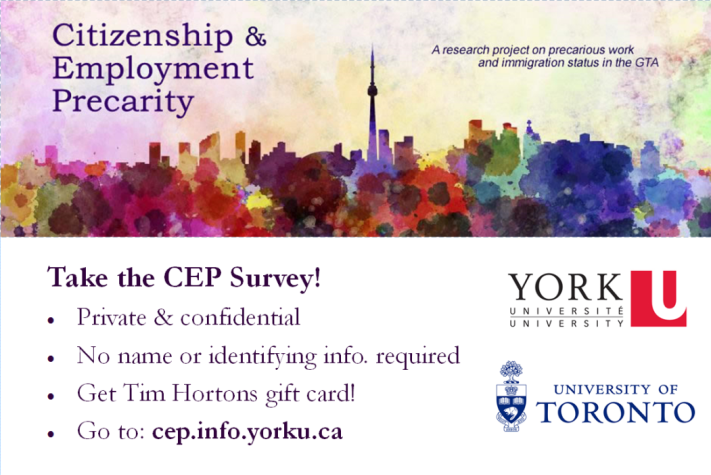 Citizenship &
Employment
Precarity
A research project on precarious work
and immigration status in the GTA
Take the CEP Survey!
• Private & confidential
• No name or identifying info. required
• Get Tim Hortons gift card!
• Go to: cep.info.yorku.ca
YORK U
UNIVERSITÉ
UNIVERSITY
UNIVERSITY OF
TORONTO